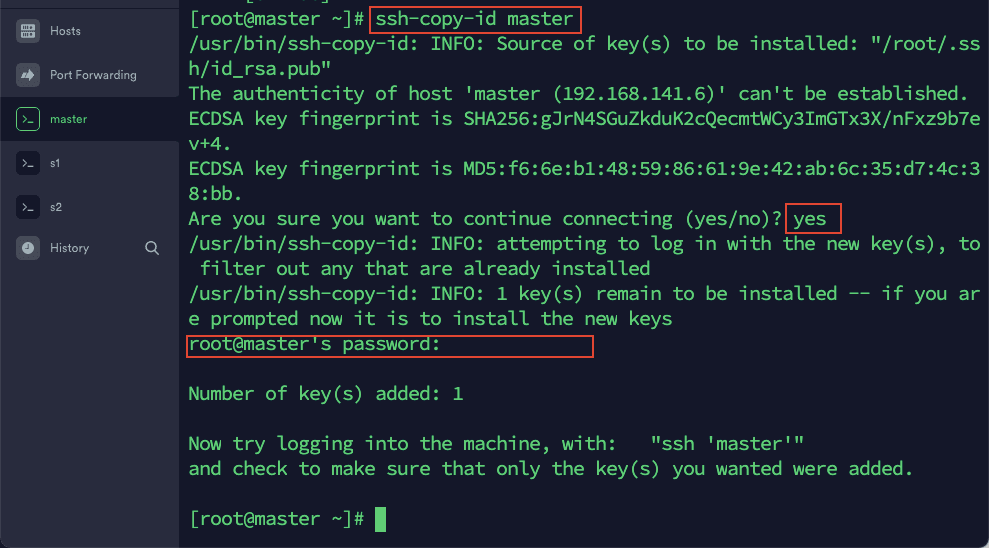 Hosts
Port Forwarding
master
s1
s2
History
[root@master ~]# ssh-copy-id master
/usr/bin/ssh-copy-id: INFO: Source of key(s) to be installed: "/root/.ss
h/id_rsa.pub"
The authenticity of host 'master (192.168.141.6)' can't be established.
ECDSA key fingerprint is SHA256:gJrN4SGuZkduK2cQecmtWCy3ImGTx3X/nFxz9b7e
v+4.
ECDSA key fingerprint is MD5:f6:6e:b1:48:59:86:61:9e:42:ab:6c:35:d7:4c:3
8:bb.
Are you sure you want to continue connecting (yes/no)? yes
/usr/bin/ssh-copy-id: INFO: attempting to log in with the new key(s), to
 filter out any that are already installed
/usr/bin/ssh-copy-id: INFO: 1 key(s) remain to be installed -- if you ar
e prompted now it is to install the new keys
root@master's password:
Number of key(s) added: 1
Now try logging into the machine, with:   "ssh 'master'"
and check to make sure that only the key(s) you wanted were added.
[root@master ~]#